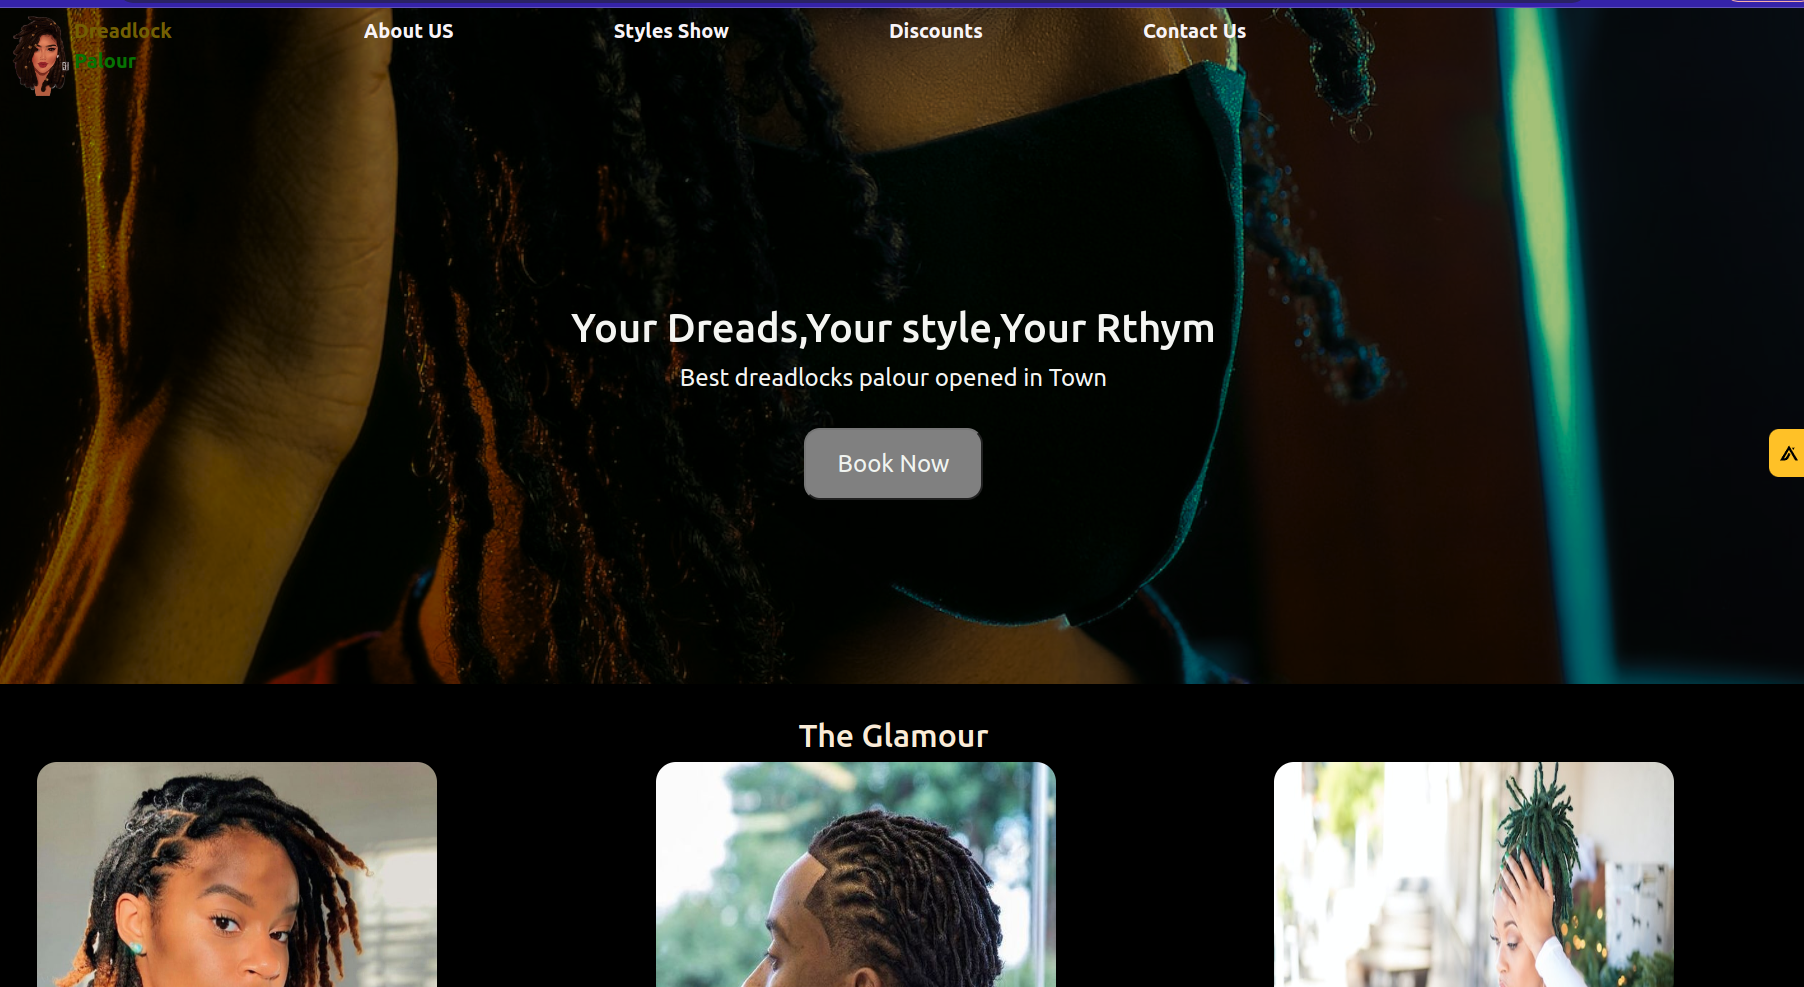 Dreadlock
Palour
About US
Styles Show
Discounts
Contact Us
Your Dreads,Your style,Your Rthym
Best dreadlocks palour opened in Town
Book Now
The Glamour